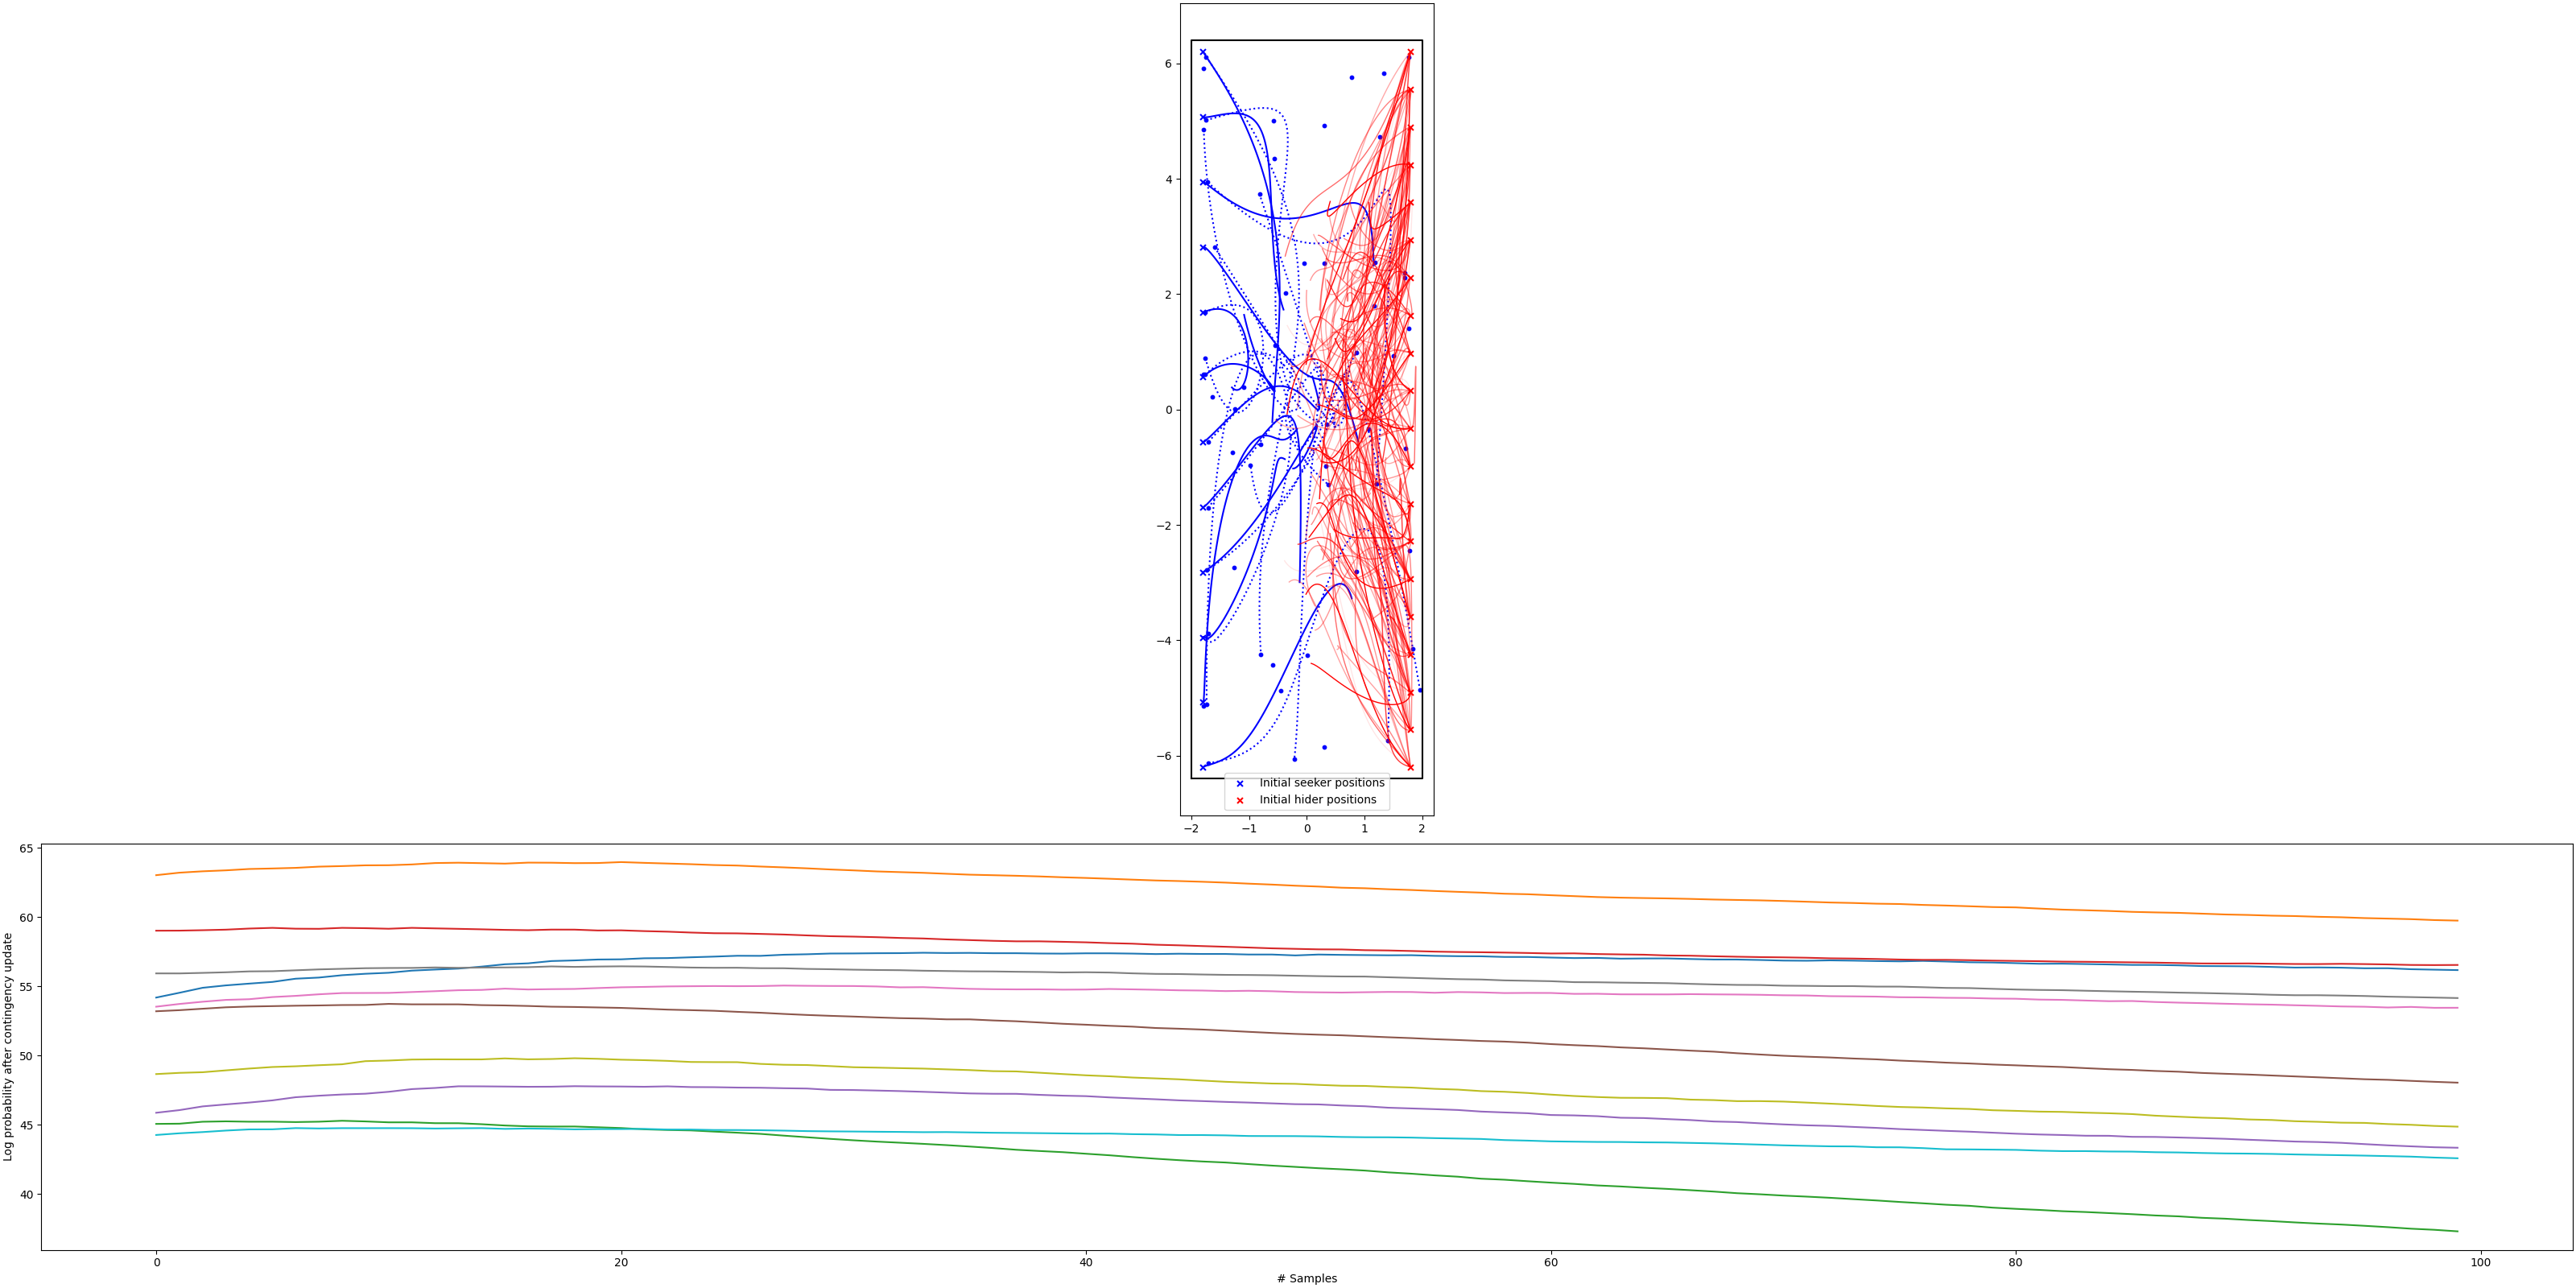 6
4
2
0
−2
−4
−6
Initial seeker positions
Initial hider positions
−2 −1 0 1 2
65
60
55
50
45
40
Log probability after contingency update
0 20 40 60 80 100
# Samples